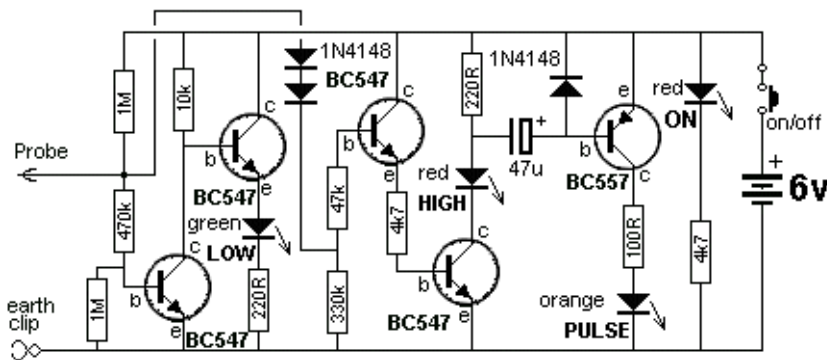 1N4148
BC547
1M
10k
c
b
e
BC547
Probe
470k
green
LOW
c
b
e
BC547
1M
220R
earth
clip
c
b
e
47k
4k7
330k
220R
red
HIGH
c
b
e
BC547
1N4148
+
47u
e
b
c
BC557
100R
orange
PULSE
red
ON
4k7
on/off
+
6v